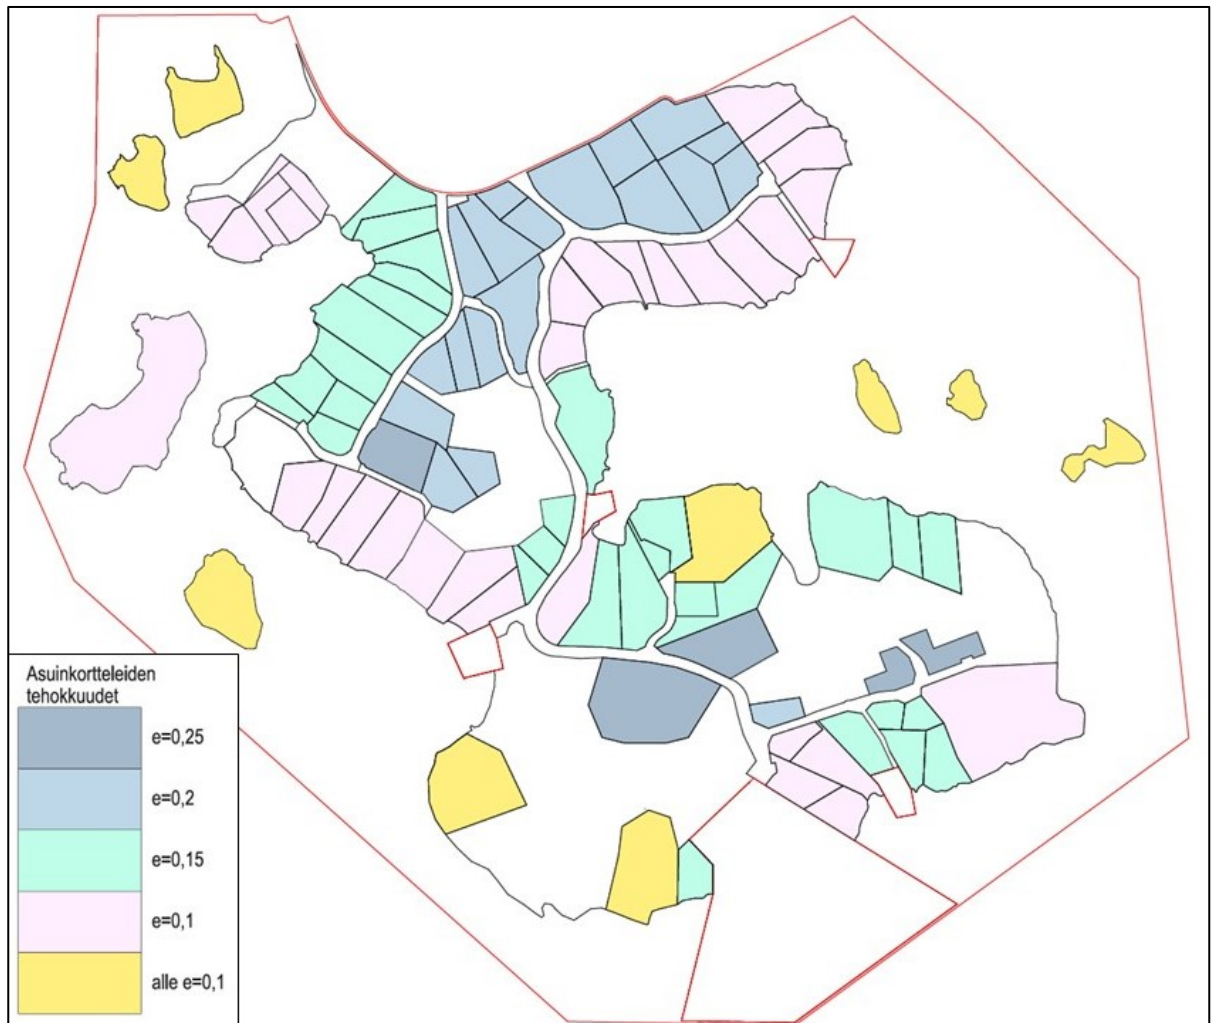 Asuinkortteleiden
tehokkuudet
e=0,25
e=0,2
e=0,15
e=0,1
alle e=0,1